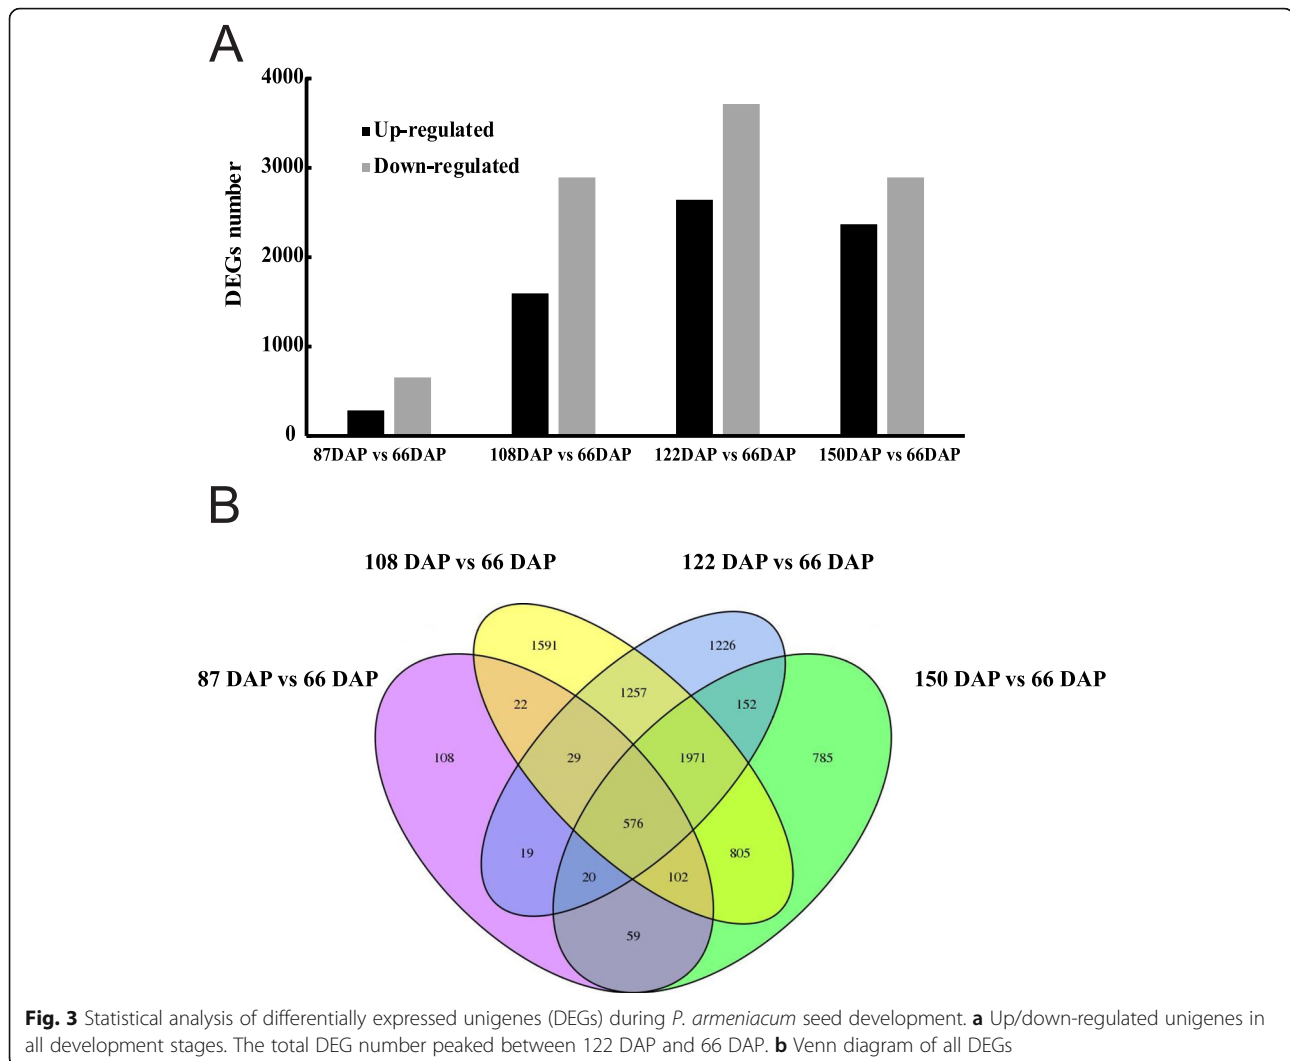 A
4000
3000
2000
1000
0
DEGs number
Up-regulated
Down-regulated
87DAP vs 66DAP 108DAP vs 66DAP 122DAP vs 66DAP 150DAP vs 66DAP
B
108 DAP vs 66 DAP 122 DAP vs 66 DAP
87 DAP vs 66 DAP 150 DAP vs 66 DAP
1591 1226
22 1257 152
108 29 1971 785
576
19 805
20 102
59
Fig. 3 Statistical analysis of differentially expressed unigenes (DEGs) during P. armeniacum seed development. a Up/down-regulated unigenes in
all development stages. The total DEG number peaked between 122 DAP and 66 DAP. b Venn diagram of all DEGs